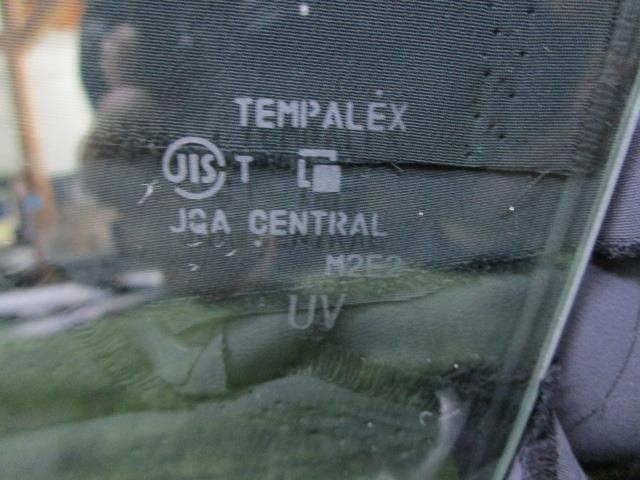 TEMPALEX
JIS T L
JQA CENTRAL
M2E2
UV